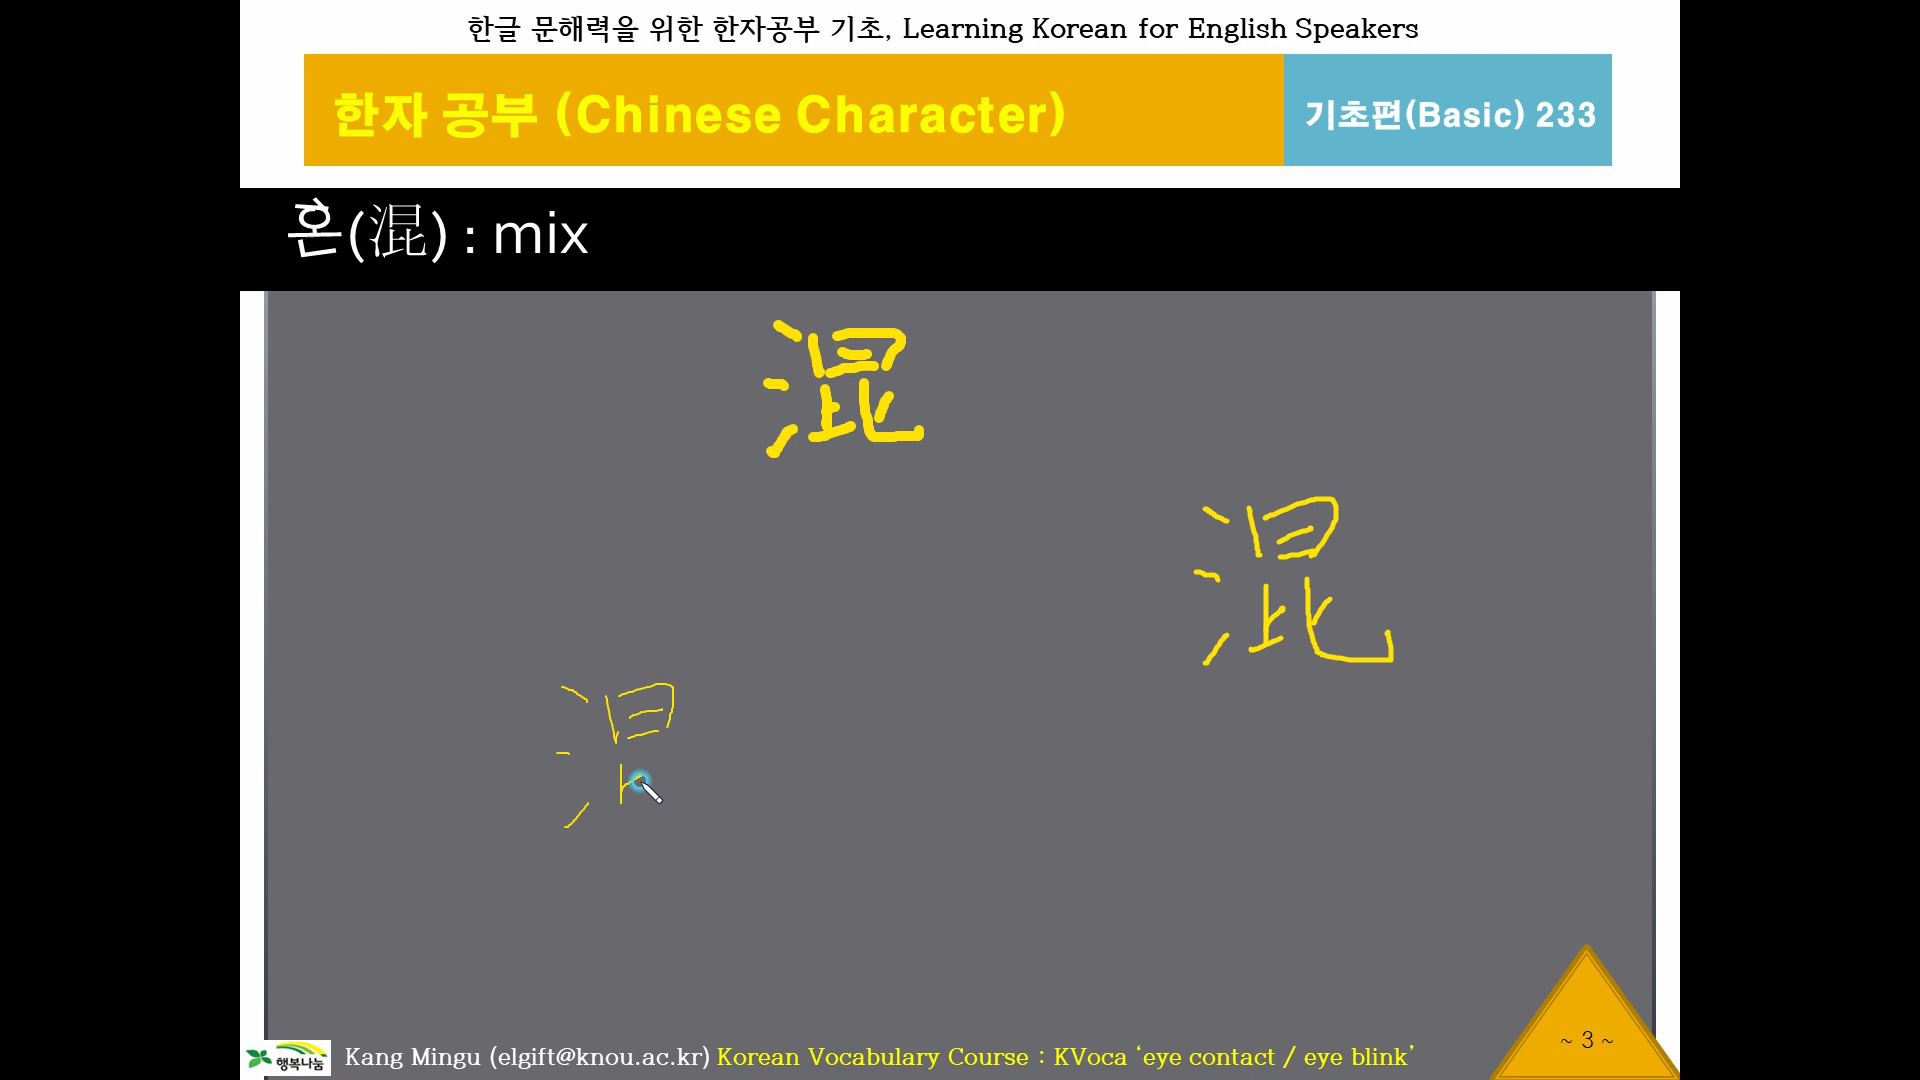 한글 문해력을 위한 한자공부 기초, Learning Korean for English Speakers
한자 공부 (Chinese Character)
기초편(Basic) 233
혼(混) : mix
混
混
~ 3 ~
행복나눔
Kang Mingu (elgift@knou.ac.kr) Korean Vocabulary Course : KVoca ‘eye contact / eye blink’